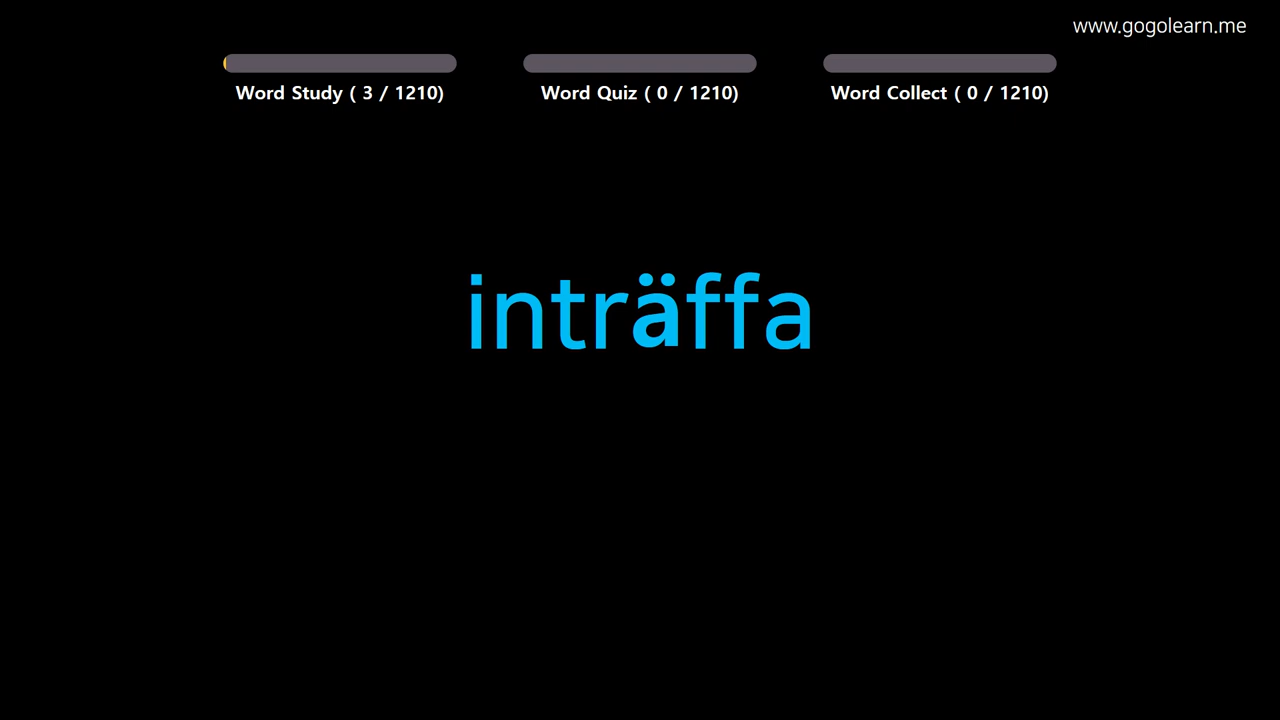 www.gogolearn.me
Word Study ( 3 / 1210)
Word Quiz ( 0 / 1210)
Word Collect ( 0 / 1210)
inträffa